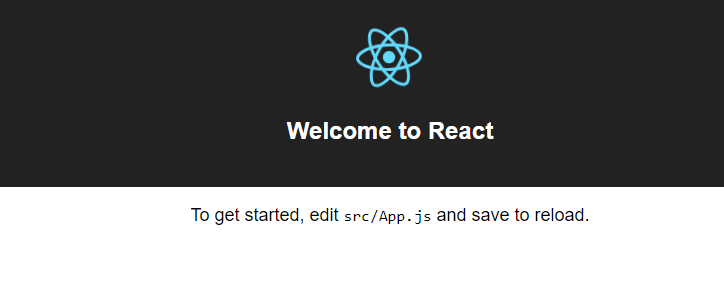 Welcome to React
To get started, edit src/App.js and save to reload.